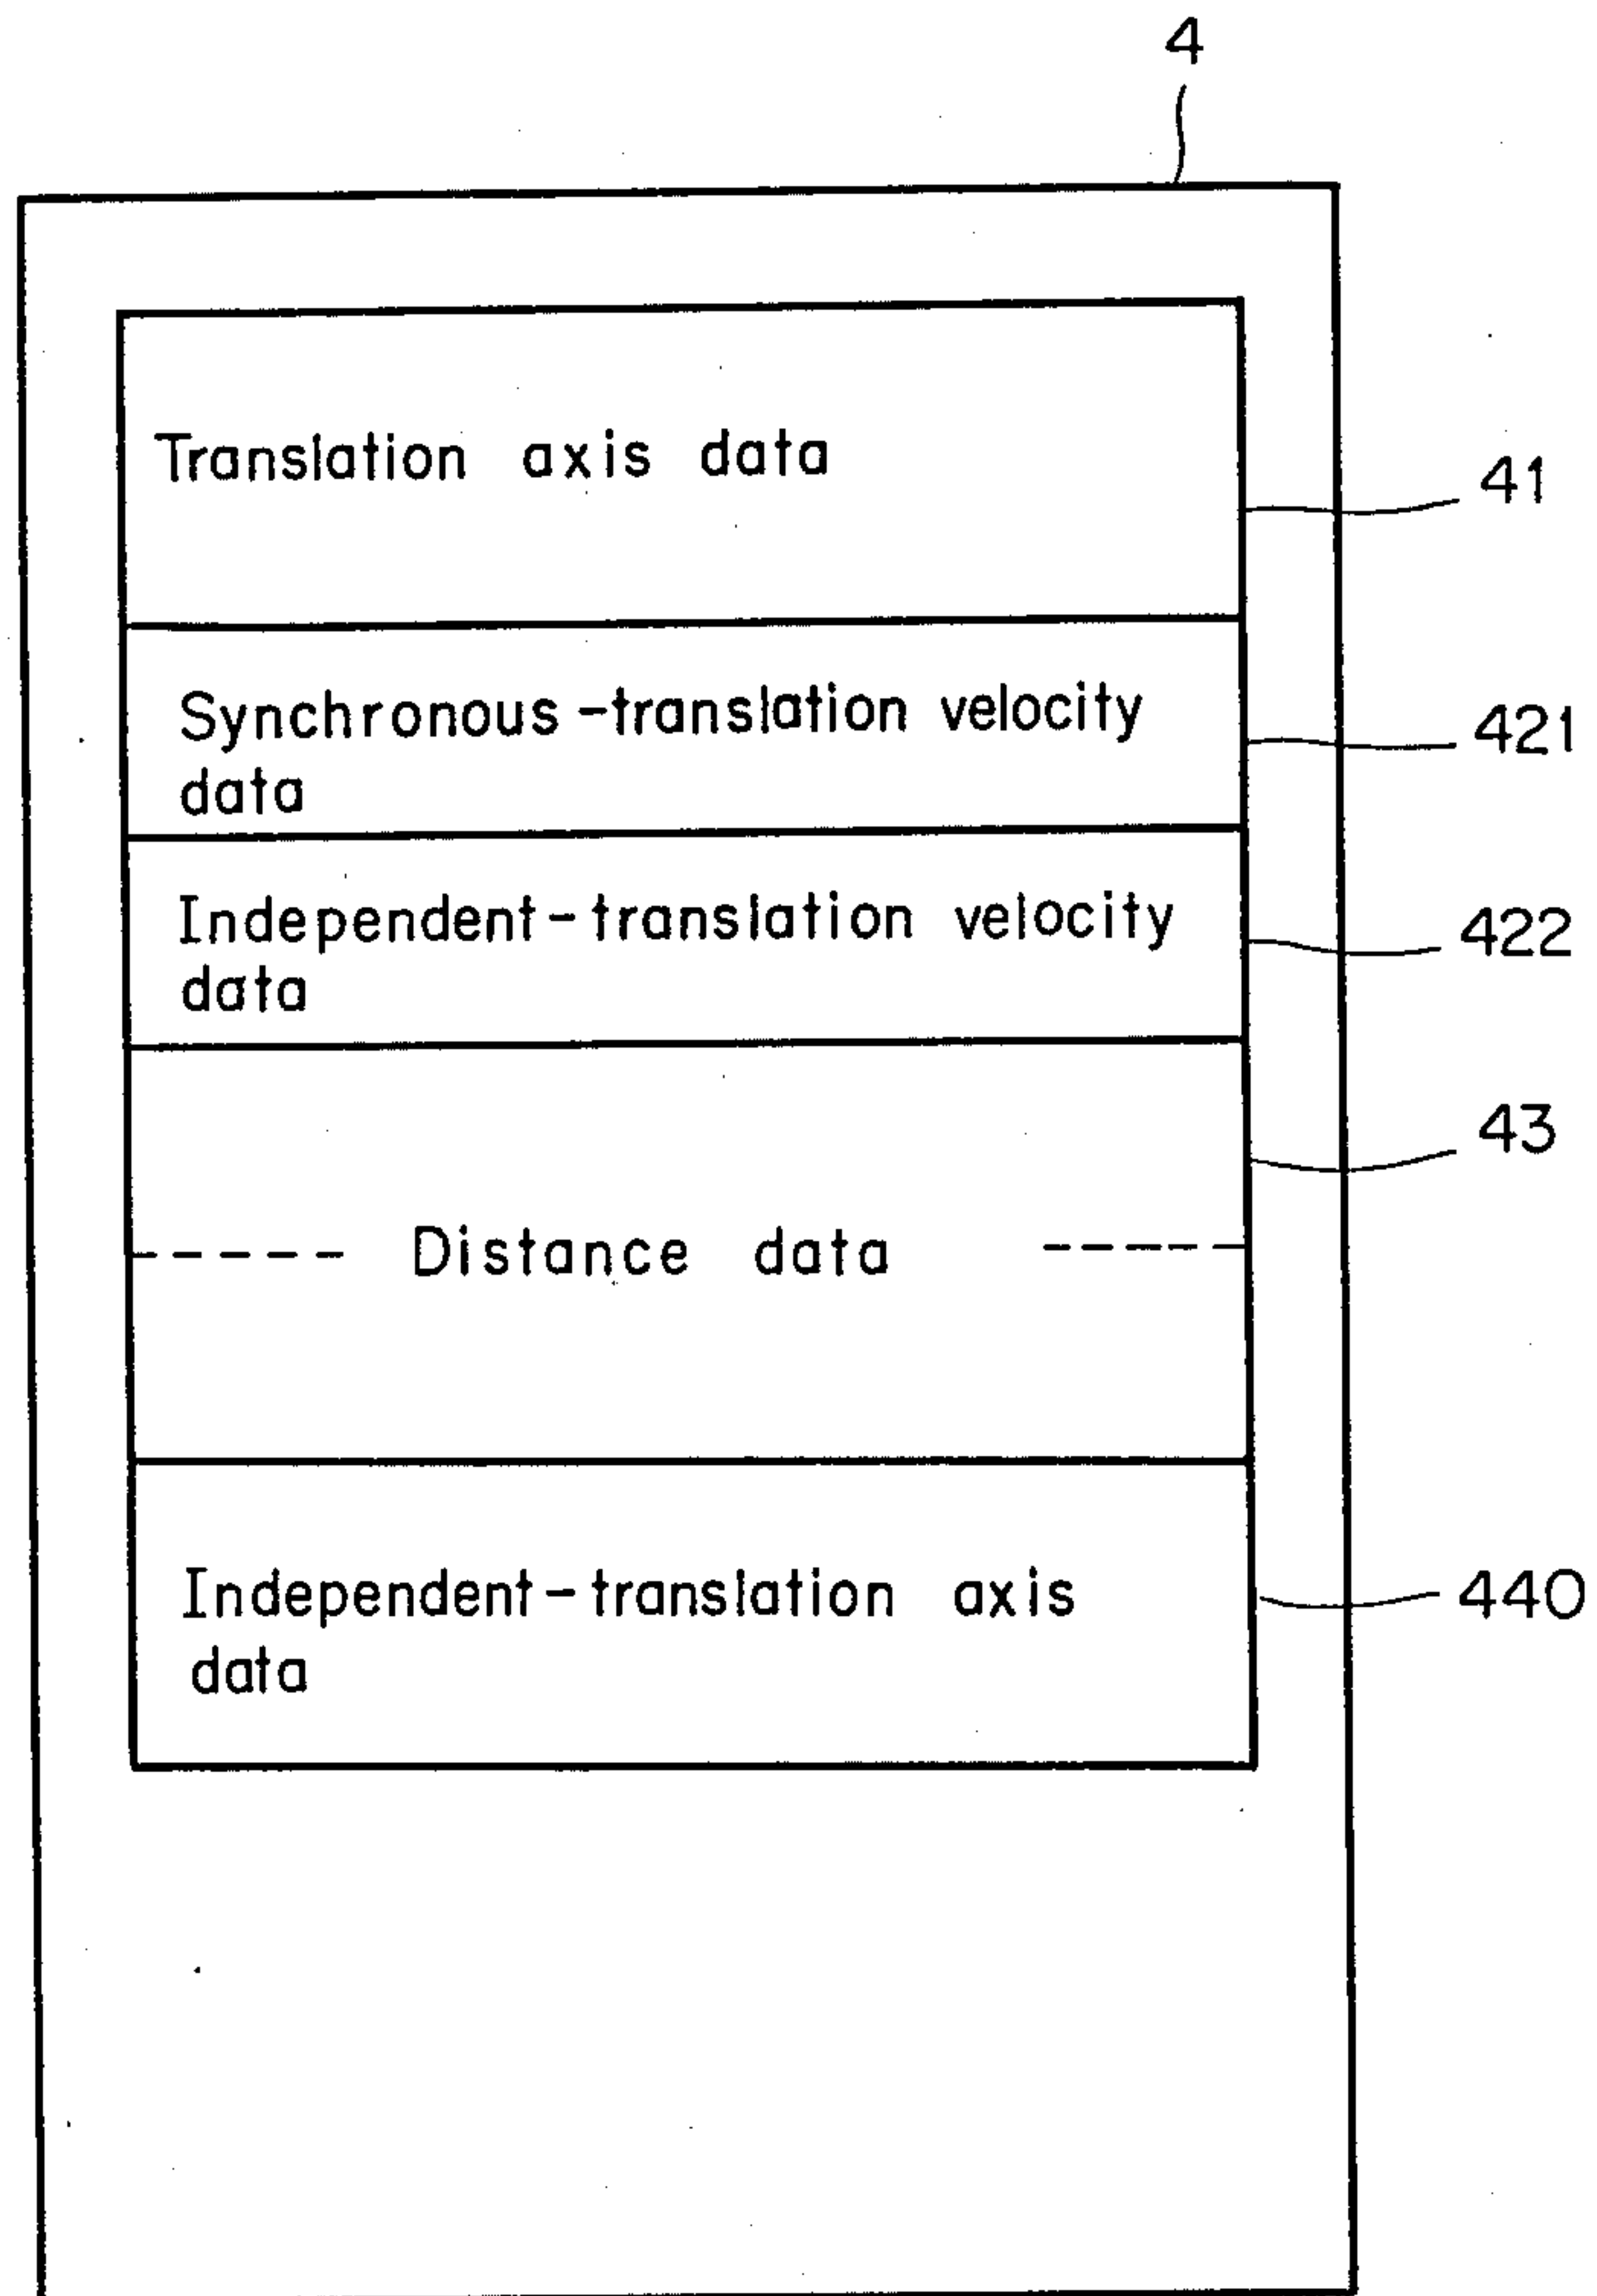 4
Translation axis data
41
Synchronous-translation velocity
data
421
Independent-translation velocity
data
422
43
Distance data
Independent-translation axis
data
440